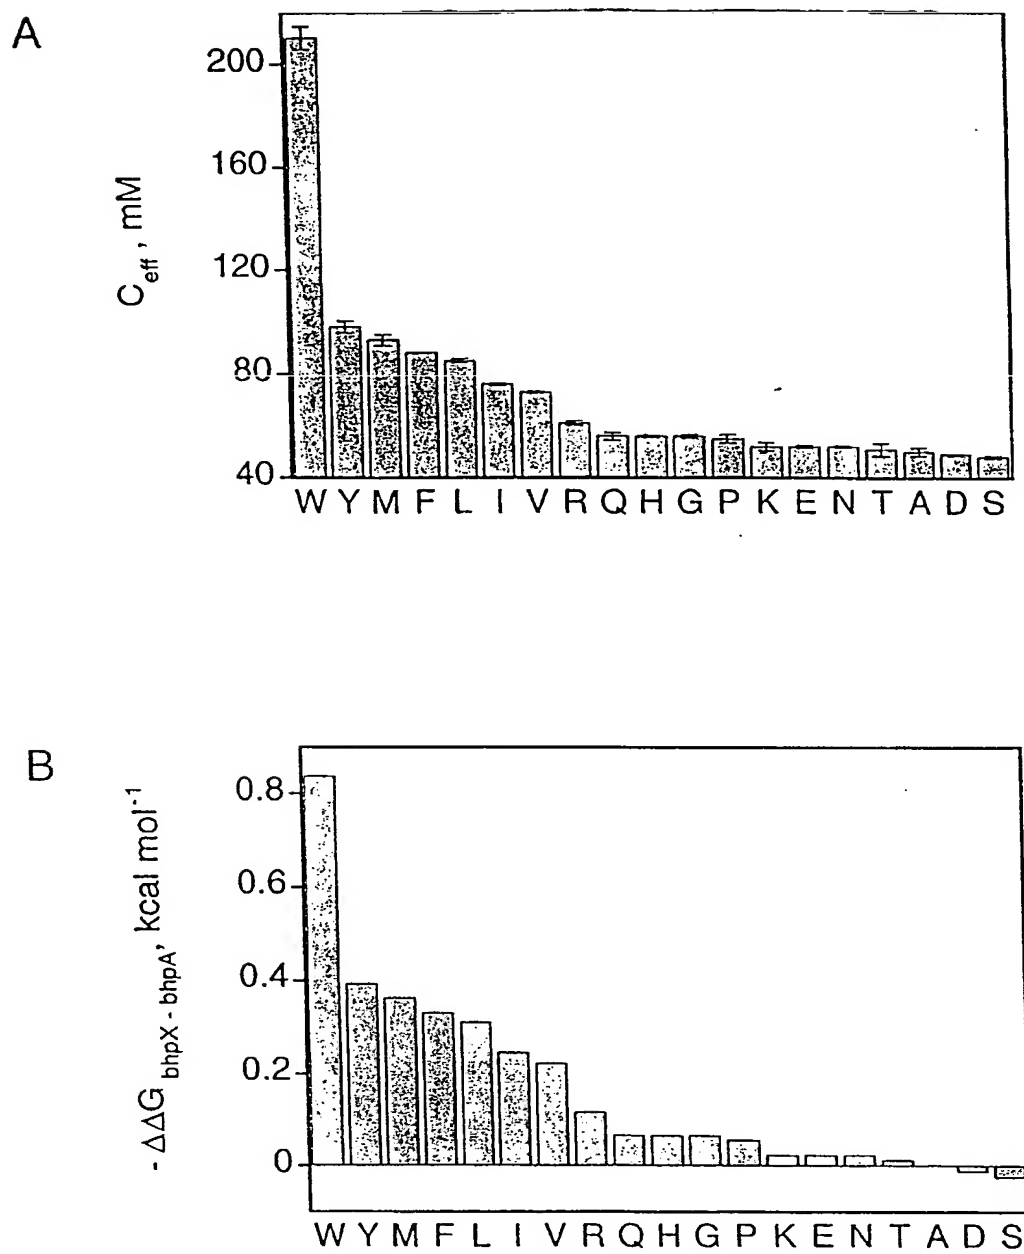 A
200
160
120
80
40
C_eff , mM
W Y M F L I V R Q H G P K E N T A D S
B
0.8
0.6
0.4
0.2
0
- ΔΔG_bhpX - bhpA, kcal mol⁻¹
W Y M F L I V R Q H G P K E N T A D S